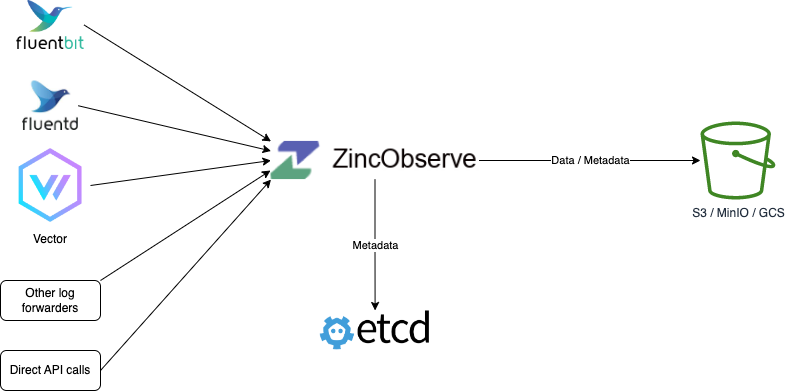 fluentbit
fluentd
Vector
Other log
forwarders
Direct API calls
ZincObserve
Data / Metadata
S3 / MinIO / GCS
Metadata
etcd